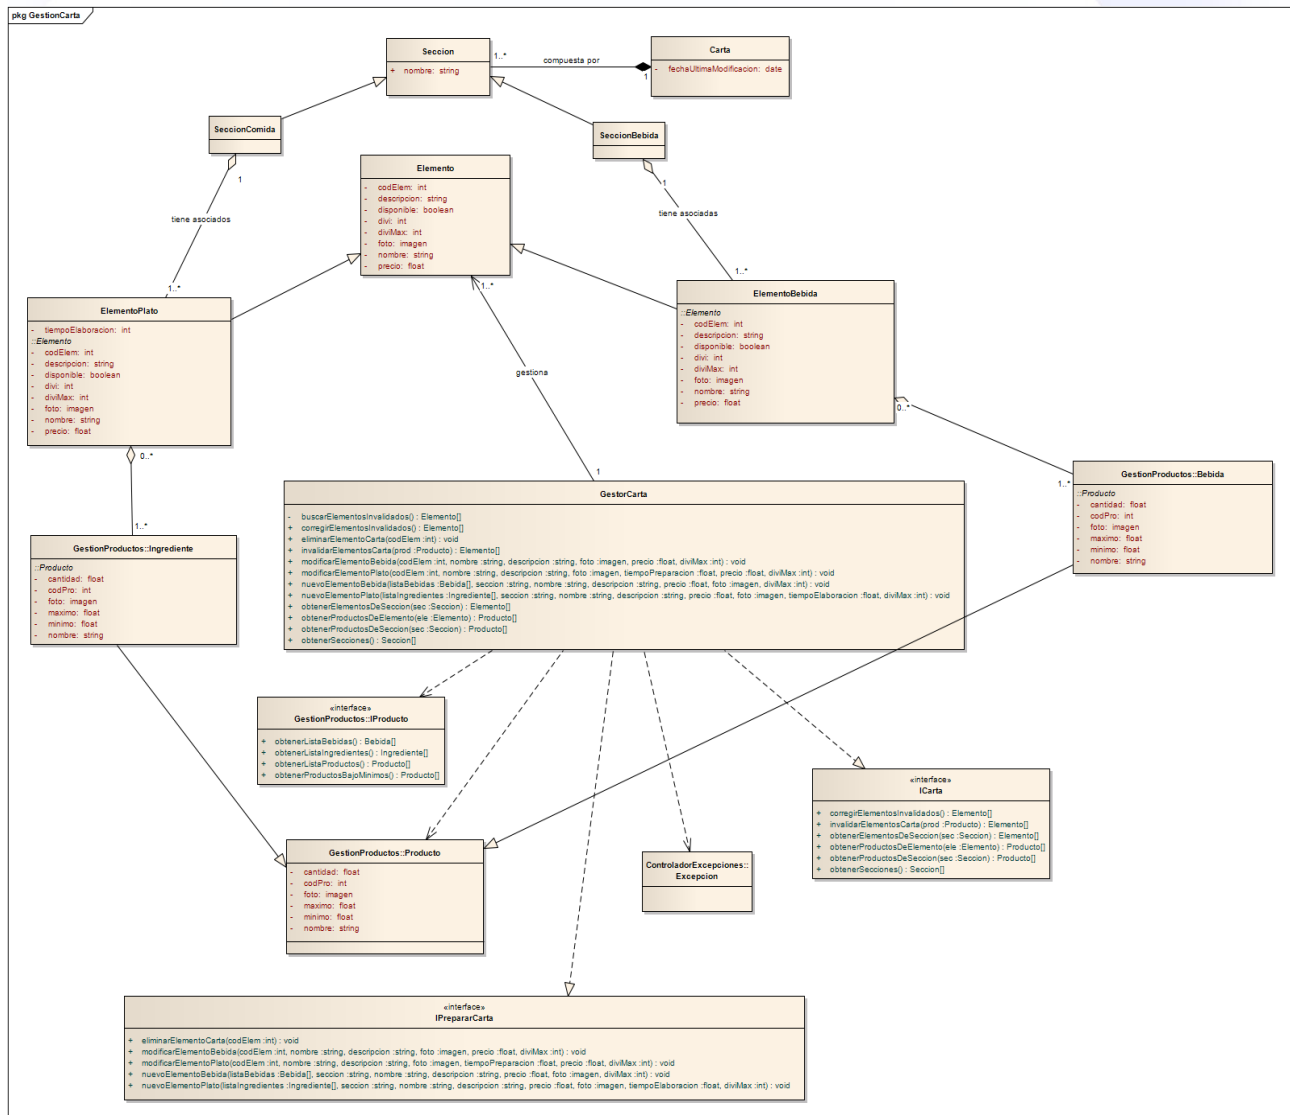 pkg GestionCarta
Seccion
+ nombre: string
1..*
compuesta por
1
Carta
- fechaUltimaModificacion: date
SeccionComida
1
SeccionBebida
1
tiene asociados
tiene asociadas
Elemento
- codElem: int
- descripcion: string
- disponible: boolean
- divi: int
- diviMax: int
- foto: imagen
- nombre: string
- precio: float
1..*
1..*
1..*
ElementoPlato
- tiempoElaboracion: int
::Elemento
- codElem: int
- descripcion: string
- disponible: boolean
- divi: int
- diviMax: int
- foto: imagen
- nombre: string
- precio: float
0..*
ElementoBebida
::Elemento
- codElem: int
- descripcion: string
- disponible: boolean
- divi: int
- diviMax: int
- foto: imagen
- nombre: string
- precio: float
0..*
gestiona
1
1..*
1..*
GestionProductos::Bebida
::Producto
- cantidad: float
- codPro: int
- foto: imagen
- maximo: float
- minimo: float
- nombre: string
GestorCarta
- buscarElementosInvalidados() : Elemento[]
+ corregirElementosInvalidados() : Elemento[]
+ eliminarElementoCarta(codElem :int) : void
+ invalidarElementosCarta(prod :Producto) : Elemento[]
+ modificarElementoBebida(codElem :int, nombre :string, descripcion :string, foto :imagen, precio :float, diviMax :int) : void
+ modificarElementoPlato(codElem :int, nombre :string, descripcion :string, foto :imagen, tiempoPreparacion :float, precio :float, diviMax :int) : void
+ nuevoElementoBebida(listaBebidas :Bebida[], seccion :string, nombre :string, descripcion :string, precio :float, foto :imagen, diviMax :int) : void
+ nuevoElementoPlato(listaIngredientes :Ingrediente[], seccion :string, nombre :string, descripcion :string, precio :float, foto :imagen, tiempoElaboracion :float, diviMax :int) : void
+ obtenerElementosDeSeccion(sec :Seccion) : Elemento[]
+ obtenerProductosDeElemento(ele :Elemento) : Producto[]
+ obtenerProductosDeSeccion(sec :Seccion) : Producto[]
+ obtenerSecciones() : Seccion[]
GestionProductos::Ingrediente
::Producto
- cantidad: float
- codPro: int
- foto: imagen
- maximo: float
- minimo: float
- nombre: string
«interface»
GestionProductos::IProducto
+ obtenerListaBebidas() : Bebida[]
+ obtenerListaIngredientes() : Ingrediente[]
+ obtenerListaProductos() : Producto[]
+ obtenerProductosBajoMinimos() : Producto[]
«interface»
ICarta
+ corregirElementosInvalidados() : Elemento[]
+ invalidarElementosCarta(prod :Producto) : Elemento[]
+ obtenerElementosDeSeccion(sec :Seccion) : Elemento[]
+ obtenerProductosDeElemento(ele :Elemento) : Producto[]
+ obtenerProductosDeSeccion(sec :Seccion) : Producto[]
+ obtenerSecciones() : Seccion[]
GestionProductos::Producto
- cantidad: float
- codPro: int
- foto: imagen
- maximo: float
- minimo: float
- nombre: string
ControladorExcepciones::
Excepcion
«interface»
IPrepararCarta
+ eliminarElementoCarta(codElem :int) : void
+ modificarElementoBebida(codElem :int, nombre :string, descripcion :string, foto :imagen, precio :float, diviMax :int) : void
+ modificarElementoPlato(codElem :int, nombre :string, descripcion :string, foto :imagen, tiempoPreparacion :float, precio :float, diviMax :int) : void
+ nuevoElementoBebida(listaBebidas :Bebida[], seccion :string, nombre :string, descripcion :string, precio :float, foto :imagen, diviMax :int) : void
+ nuevoElementoPlato(listaIngredientes :Ingrediente[], seccion :string, nombre :string, descripcion :string, precio :float, foto :imagen, tiempoElaboracion :float, diviMax :int) : void